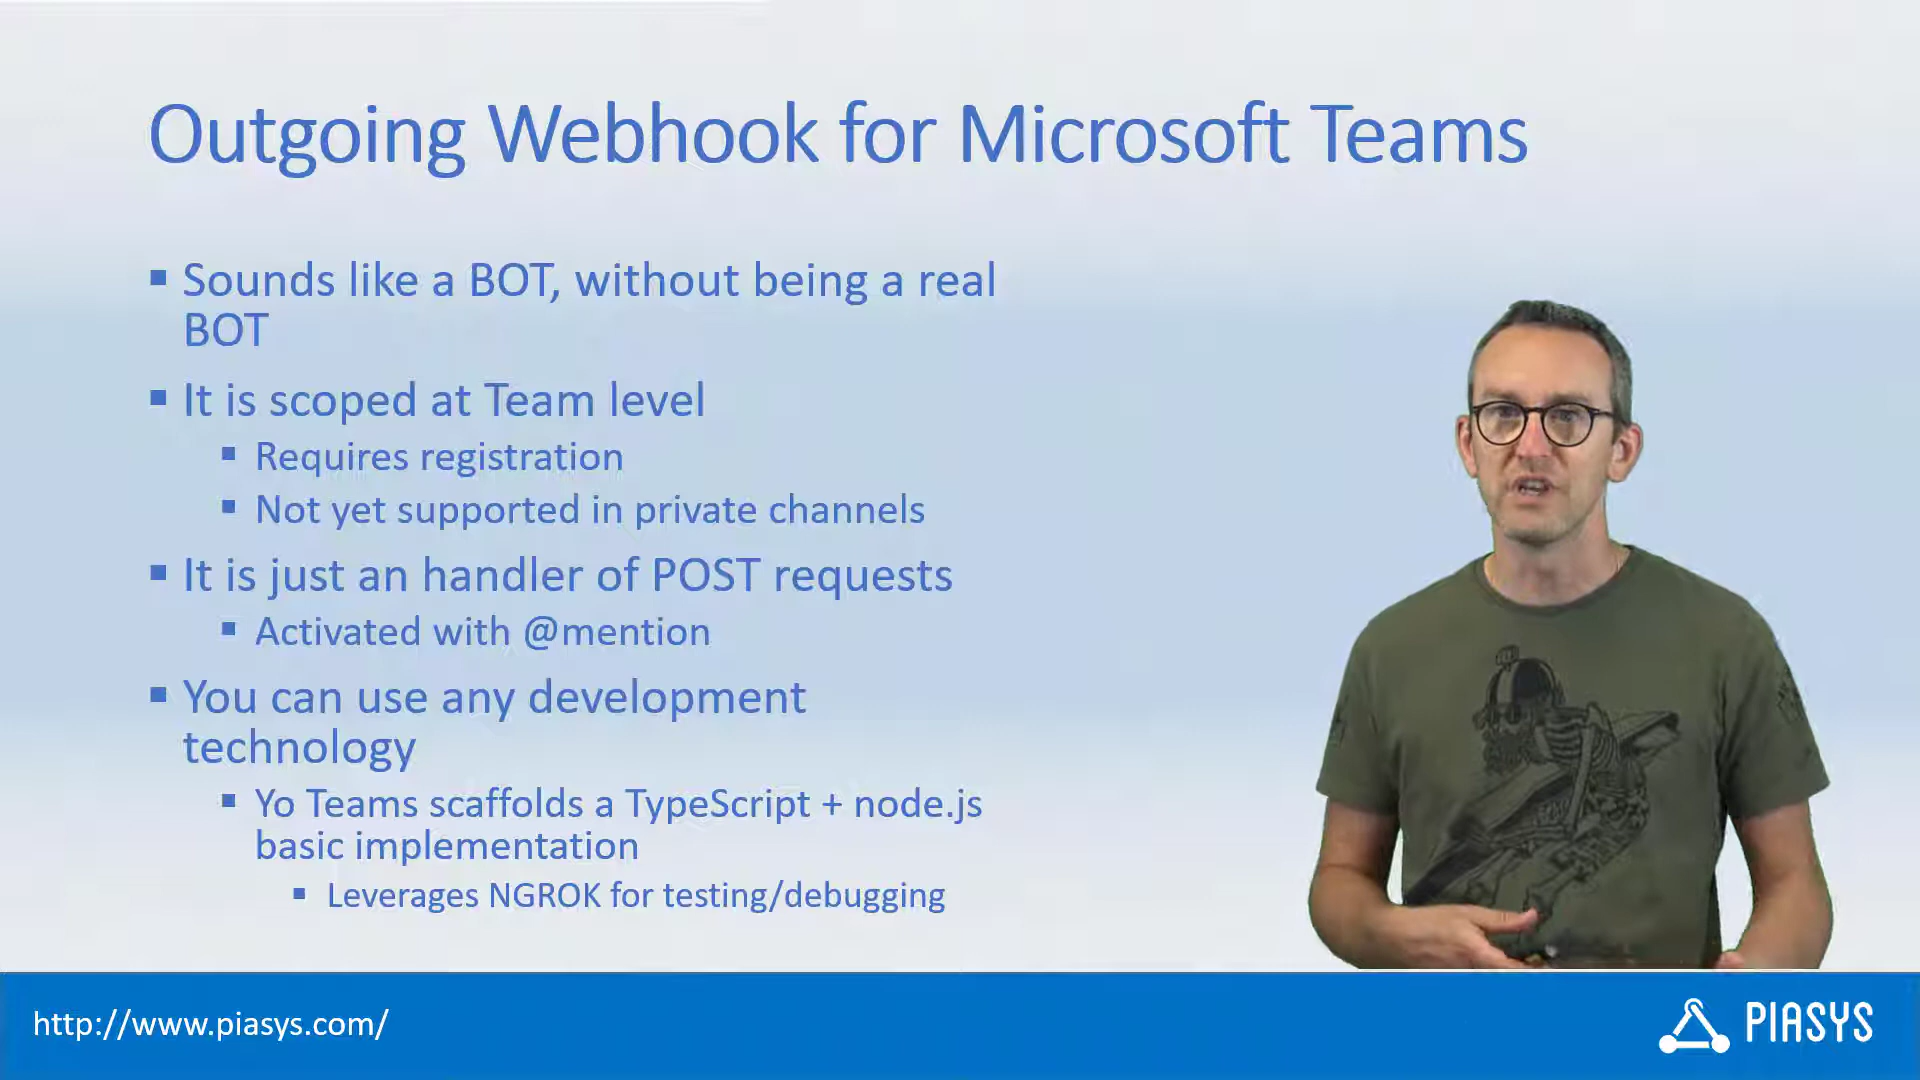 Outgoing Webhook for Microsoft Teams
Sounds like a BOT, without being a real
BOT
It is scoped at Team level
Requires registration
Not yet supported in private channels
It is just an handler of POST requests
Activated with @mention
You can use any development
technology
Yo Teams scaffolds a TypeScript + node.js
basic implementation
Leverages NGROK for testing/debugging
http://www.piasys.com/
PIASYS